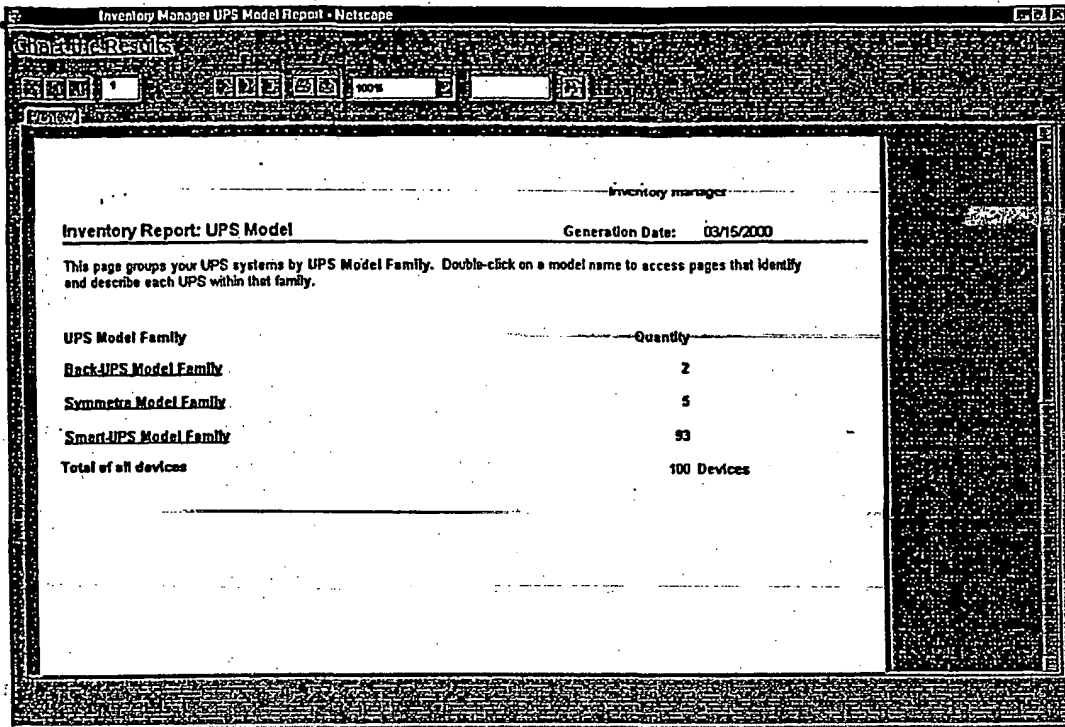 Inventory Manager UPS Model Report - Netscape
1
100%
Preview
Inventory manager
Inventory Report: UPS Model Generation Date: 03/15/2000
This page groups your UPS systems by UPS Model Family. Double-click on a model name to access pages that identify
and describe each UPS within that family.
UPS Model Family Quantity
Back-UPS Model Family 2
Symmetra Model Family 5
Smart-UPS Model Family 93
Total of all devices 100 Devices